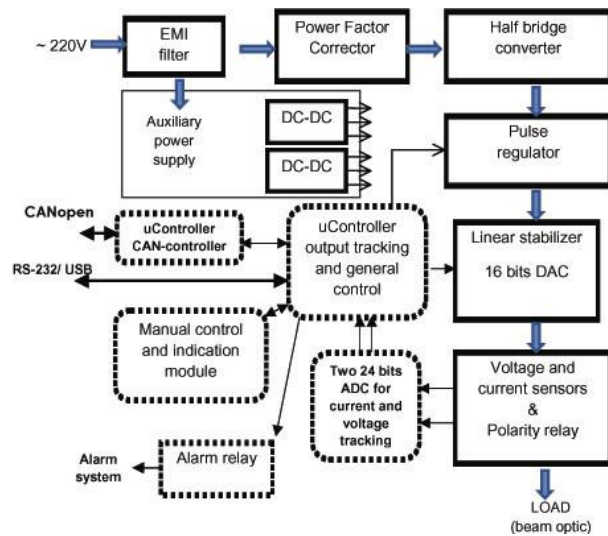 ~ 220V
EMI
filter
Power Factor
Corrector
Half bridge
converter
Auxiliary
power
supply
DC-DC
DC-DC
Pulse
regulator
CANopen
uController
CAN-controller
uController
output tracking
and general
control
Linear stabilizer
16 bits DAC
RS-232/ USB
Manual control
and indication
module
Two 24 bits
ADC for
current and
voltage
tracking
Voltage and
current sensors
&
Polarity relay
Alarm
system
Alarm relay
LOAD
(beam optic)